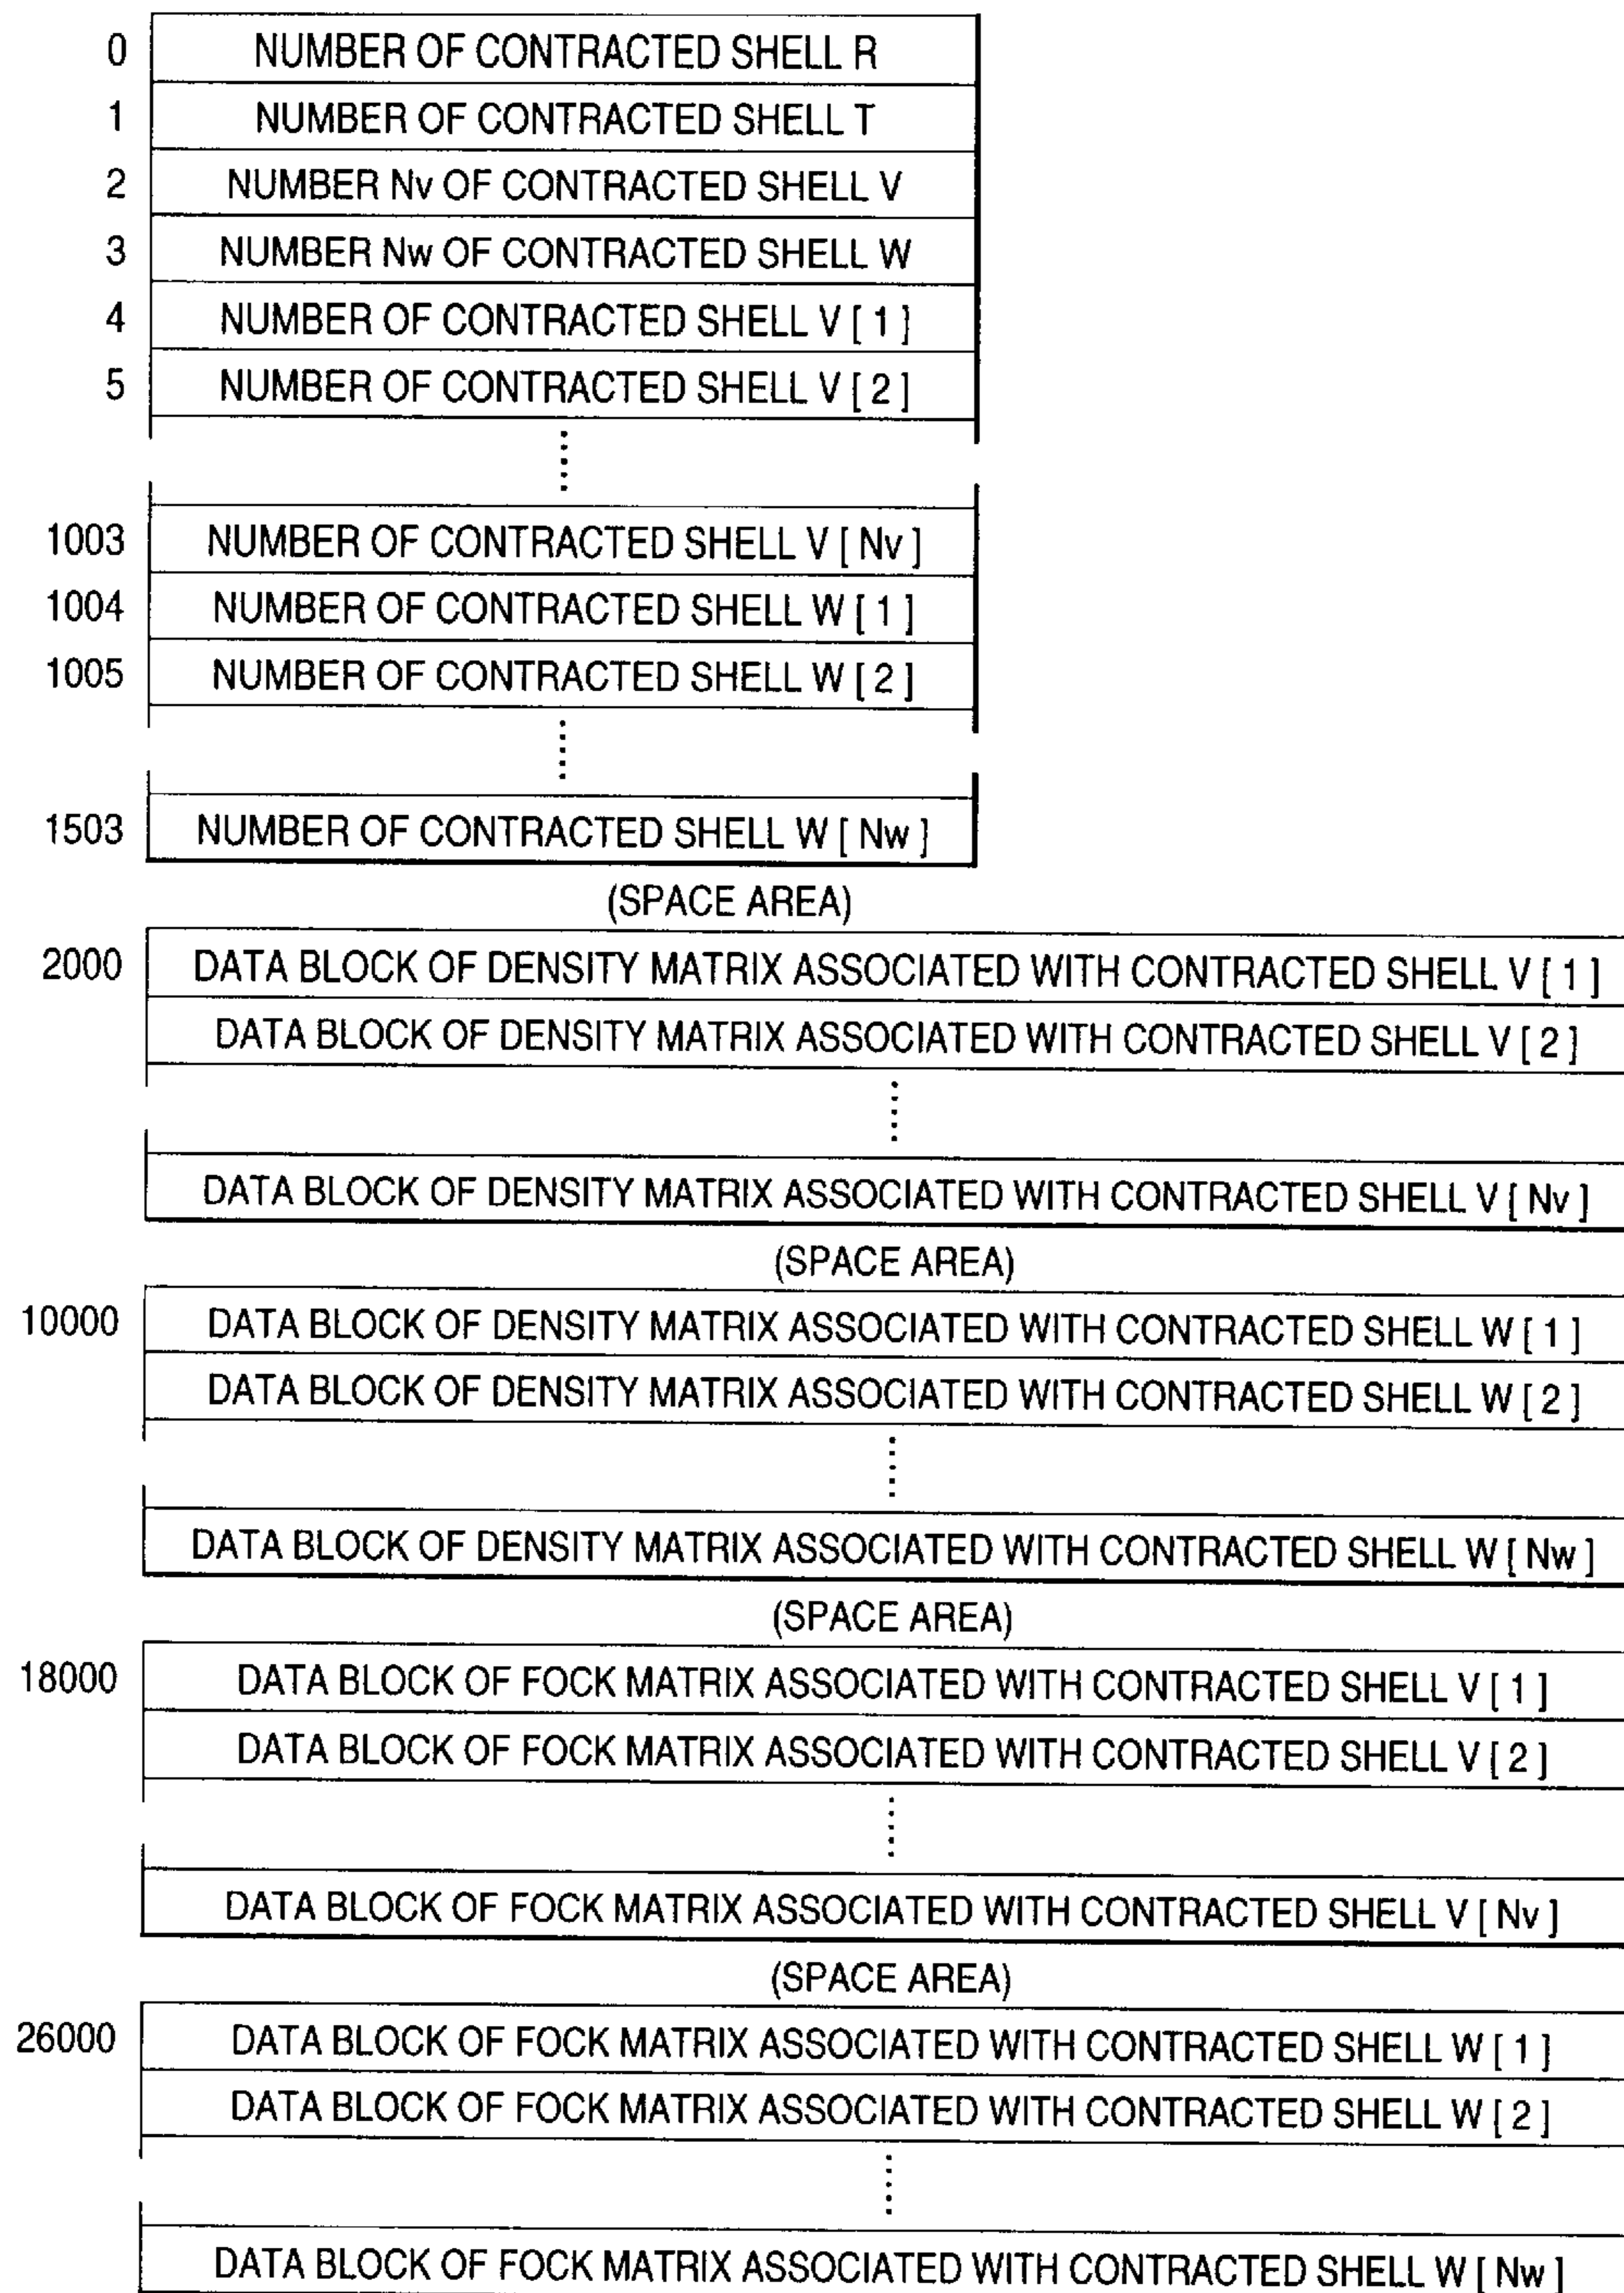 0 NUMBER OF CONTRACTED SHELL R
1 NUMBER OF CONTRACTED SHELL T
2 NUMBER Nv OF CONTRACTED SHELL V
3 NUMBER Nw OF CONTRACTED SHELL W
4 NUMBER OF CONTRACTED SHELL V [ 1 ]
5 NUMBER OF CONTRACTED SHELL V [ 2 ]
1003 NUMBER OF CONTRACTED SHELL V [ Nv ]
1004 NUMBER OF CONTRACTED SHELL W [ 1 ]
1005 NUMBER OF CONTRACTED SHELL W [ 2 ]
1503 NUMBER OF CONTRACTED SHELL W [ Nw ]
(SPACE AREA)
2000 DATA BLOCK OF DENSITY MATRIX ASSOCIATED WITH CONTRACTED SHELL V [ 1 ]
DATA BLOCK OF DENSITY MATRIX ASSOCIATED WITH CONTRACTED SHELL V [ 2 ]
DATA BLOCK OF DENSITY MATRIX ASSOCIATED WITH CONTRACTED SHELL V [ Nv ]
(SPACE AREA)
10000 DATA BLOCK OF DENSITY MATRIX ASSOCIATED WITH CONTRACTED SHELL W [ 1 ]
DATA BLOCK OF DENSITY MATRIX ASSOCIATED WITH CONTRACTED SHELL W [ 2 ]
DATA BLOCK OF DENSITY MATRIX ASSOCIATED WITH CONTRACTED SHELL W [ Nw ]
(SPACE AREA)
18000 DATA BLOCK OF FOCK MATRIX ASSOCIATED WITH CONTRACTED SHELL V [ 1 ]
DATA BLOCK OF FOCK MATRIX ASSOCIATED WITH CONTRACTED SHELL V [ 2 ]
DATA BLOCK OF FOCK MATRIX ASSOCIATED WITH CONTRACTED SHELL V [ Nv ]
(SPACE AREA)
26000 DATA BLOCK OF FOCK MATRIX ASSOCIATED WITH CONTRACTED SHELL W [ 1 ]
DATA BLOCK OF FOCK MATRIX ASSOCIATED WITH CONTRACTED SHELL W [ 2 ]
DATA BLOCK OF FOCK MATRIX ASSOCIATED WITH CONTRACTED SHELL W [ Nw ]